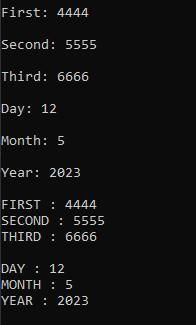 First: 4444
Second: 5555
Third: 6666
Day: 12
Month: 5
Year: 2023
FIRST : 4444
SECOND : 5555
THIRD : 6666
DAY : 12
MONTH : 5
YEAR : 2023